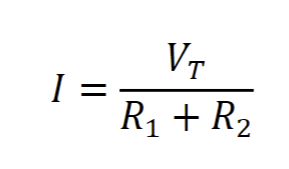 I = V_T / (R_1 + R_2)